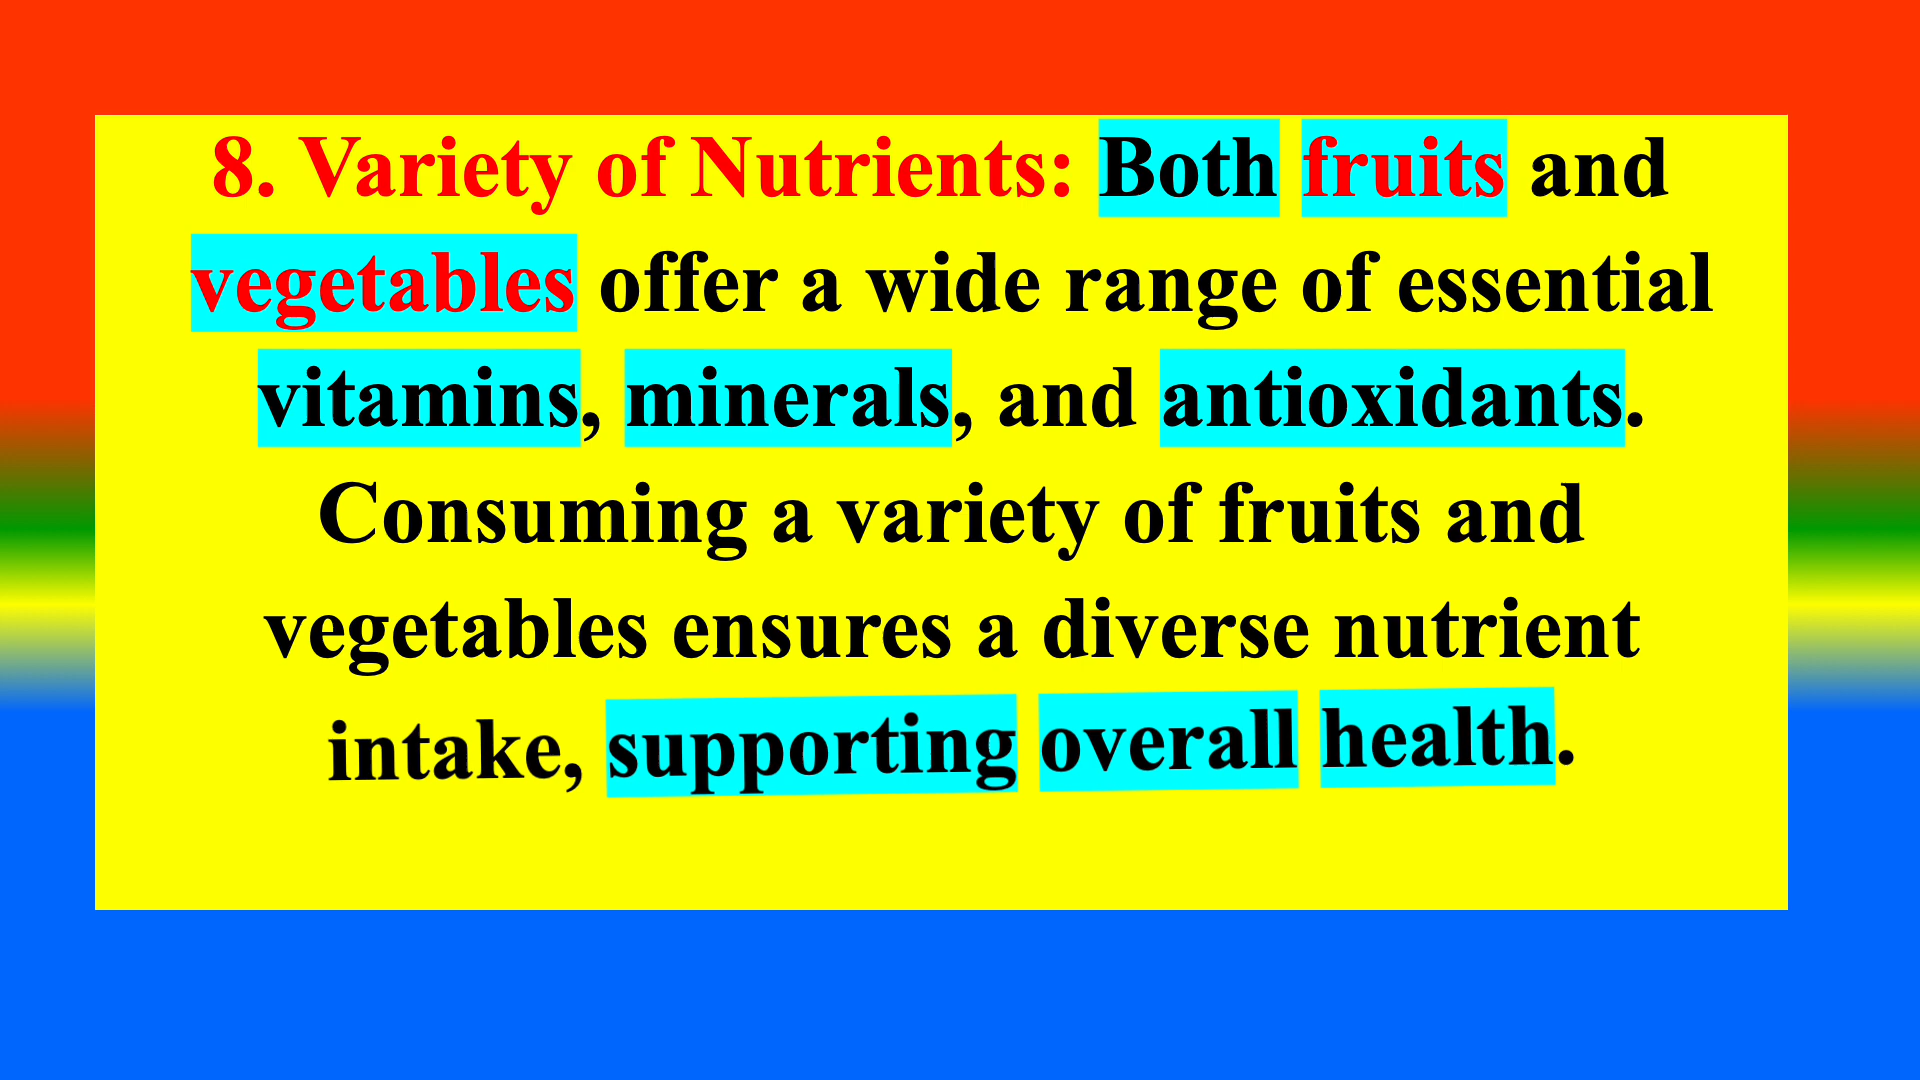 8. Variety of Nutrients: Both fruits and
vegetables offer a wide range of essential
vitamins, minerals, and antioxidants.
Consuming a variety of fruits and
vegetables ensures a diverse nutrient
intake, supporting overall health.